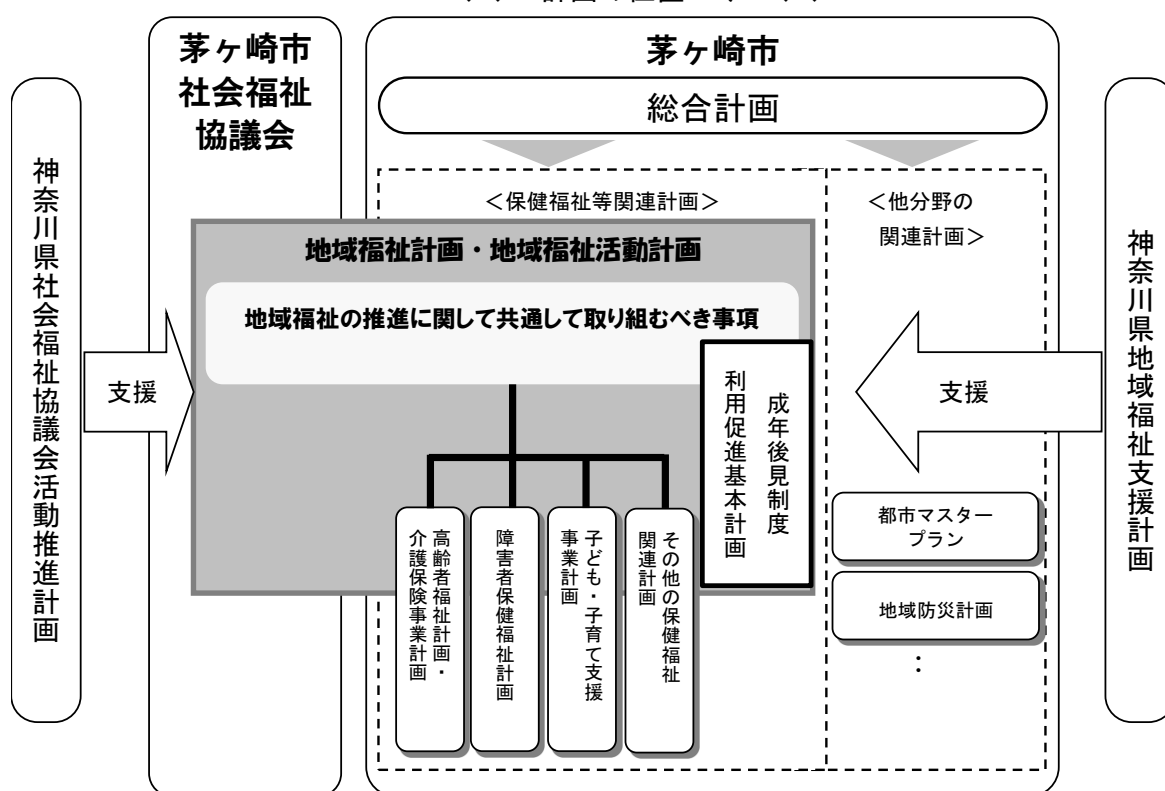 神奈川県社会福祉協議会活動推進計画
支援
茅ヶ崎市
社会福祉
協議会
茅ヶ崎市
総合計画
<保健福祉等関連計画>
<他分野の
関連計画>
地域福祉計画・地域福祉活動計画
地域福祉の推進に関して共通して取り組むべき事項
成年後見制度
利用促進基本計画
高齢者福祉計画・
介護保険事業計画
障害者保健福祉計画
子ども・子育て支援
事業計画
その他の保健福祉
関連計画
支援
都市マスター
プラン
地域防災計画
:
神奈川県地域福祉支援計画